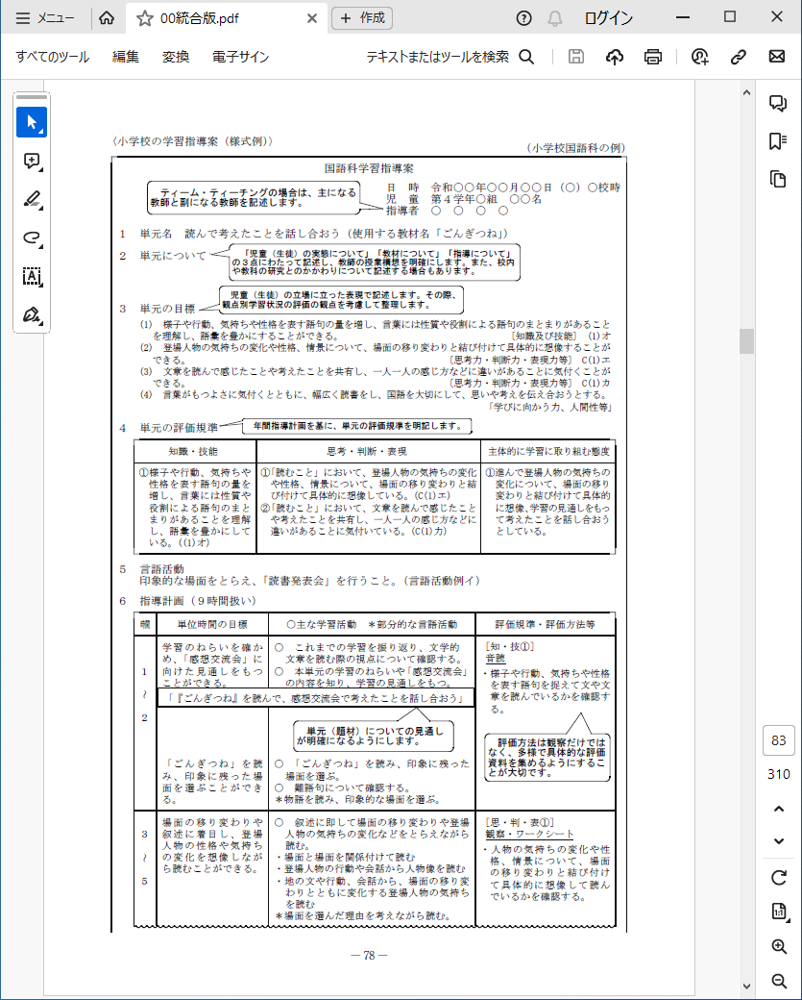 メニュー
00統合版.pdf
作成
ログイン
すべてのツール 編集 変換 電子サイン
テキストまたはツールを検索
〈小学校の学習指導案（様式例）〉
（小学校国語科の例）
国語科学習指導案
ティーム・ティーチングの場合は、主になる
教師と副になる教師を記述します。
日　時　令和○○年○○月○○日（○）○校時
児　童　第４学年○組　○○名
指導者　○　○　○　○
１　単元名　読んで考えたことを話し合おう（使用する教材名「ごんぎつね」）
２　単元について
「児童（生徒）の実態について」「教材について」「指導について」
の３点にわたって記述し、教師の授業構想を明確にします。また、校内
や教科の研究とのかかわりについて記述する場合もあります。
児童（生徒）の立場に立った表現で記述します。その際、
観点別学習状況の評価の観点を考慮して整理します。
３　単元の目標
(1)　様子や行動、気持ちや性格を表す語句の量を増し、言葉には性質や役割による語句のまとまりがあること
を理解し、語彙を豊かにすることができる。　〔知識及び技能〕（1)オ
(2)　登場人物の気持ちの変化や性格、情景について、場面の移り変わりと結び付けて具体的に想像することが
できる。　〔思考力・判断力・表現力等〕　C(1)エ
(3)　文章を読んで感じたことや考えたことを共有し、一人一人の感じ方などに違いがあることに気付くことが
できる。　〔思考力・判断力・表現力等〕　C(1)カ
(4)　言葉がもつよさに気付くとともに、幅広く読書をし、国語を大切にして、思いや考えを伝え合おうとする。
「学びに向かう力、人間性等」
４　単元の評価規準
年間指導計画を基に、単元の評価規準を明記します。
知識・技能
思考・判断・表現
主体的に学習に取り組む態度
①様子や行動、気持ちや
性格を表す語句の量を
増し、言葉には性質や
役割による語句のまと
まりがあることを理解
し、語彙を豊かにして
いる。((1)オ)
①「読むこと」において、登場人物の気持ちの変化
や性格、情景について、場面の移り変わりと結
び付けて具体的に想像している。(C(1)エ)
②「読むこと」において、文章を読んで感じたこと
や考えたことを共有し、一人一人の感じ方などに
違いがあることに気付いている。(C(1)カ)
①進んで登場人物の気持ちの
変化について、場面の移り
変わりと結び付けて具体的
に想像、学習の見通しをもっ
て考えたことを話し合おう
としている。
５　言語活動
印象的な場面をとらえ、「読書発表会」を行うこと。（言語活動例イ）
６　指導計画（９時間扱い）
単位時間の目標
○主な学習活動　＊部分的な言語活動
評価規準・評価方法等
1
～
2
学習のねらいを確か
め、「感想交流会」に
向けた見通しをもつ
ことができる。
○　これまでの学習を振り返り、文学的
文章を読む際の視点について確認する。
○　本単元の学習のねらいや「感想交流会」
の内容を知り、学習の見通しをもつ。
［知・技①］
音読
・様子や行動、気持ちや性格
を表す語句を捉えて文や文
章を読んでいるかを確認す
る。
「『ごんぎつね』を読んで、感想交流会で考えたことを話し合おう」
単元（題材）についての見通し
が明確になるようにします。
評価方法は観察だけでは
なく、多様で具体的な評価
資料を集めるようにするこ
とが大切です。
「ごんぎつね」を読
み、印象に残った場
面を選ぶことができ
る。
○　「ごんぎつね」を読み、印象に残った
場面を選ぶ。
○　難語句について確認する。
＊物語を読み、印象的な場面を選ぶ。
3
～
5
場面の移り変わりや
叙述に着目し、登場
人物の性格や気持ち
の変化を想像しなが
ら読むことができる。
○　叙述に即して場面の移り変わりや登場
人物の気持ちの変化などをとらえながら
読む。
・場面と場面を関係付けて読む
・登場人物の行動や会話から人物像を読む
・地の文や行動、会話から、場面の移り変
わりとともに変化する登場人物の気持ち
を読む
＊場面を選んだ理由を考えながら読む。
［思・判・表①］
観察・ワークシート
・人物の気持ちの変化や性
格、情景について、場面
の移り変わりと結び付け
て具体的に想像して読ん
でいるかを確認する。
― 78 ―
83
310
1:1